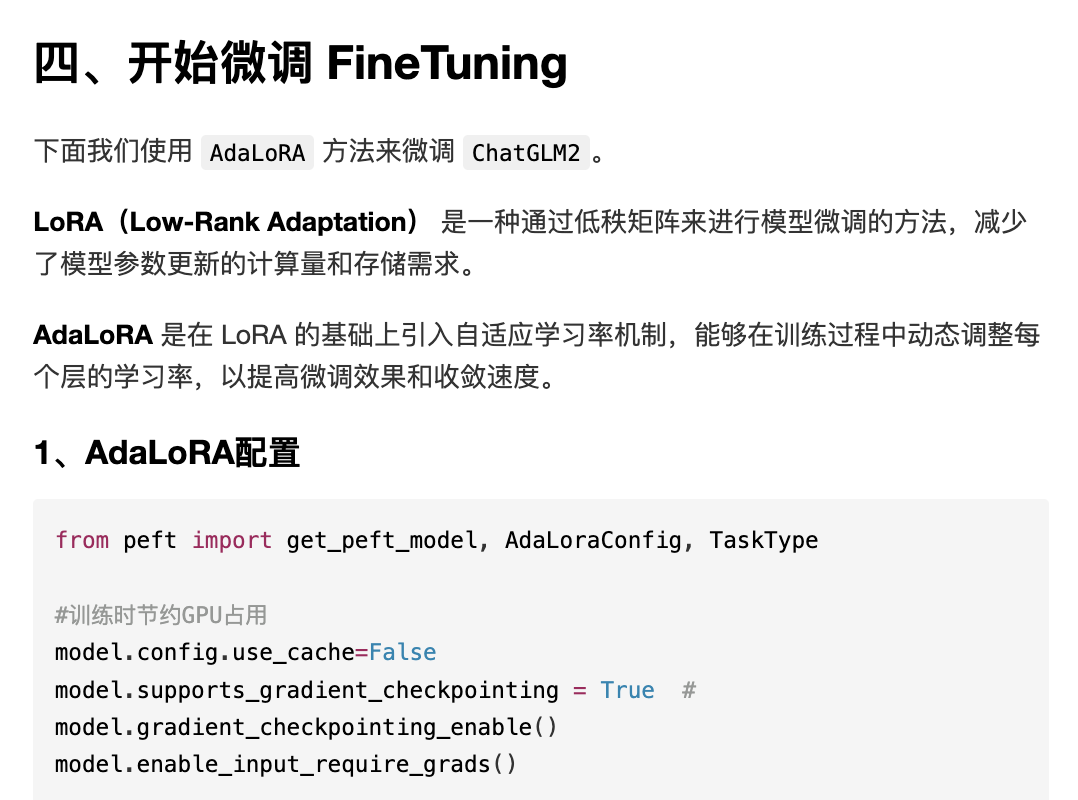 四、开始微调 FineTuning
下面我们使用 AdaLoRA 方法来微调 ChatGLM2 。
LoRA（Low-Rank Adaptation） 是一种通过低秩矩阵来进行模型微调的方法，减少
了模型参数更新的计算量和存储需求。
AdaLoRA 是在 LoRA 的基础上引入自适应学习率机制，能够在训练过程中动态调整每
个层的学习率，以提高微调效果和收敛速度。
1、AdaLoRA配置
from peft import get_peft_model, AdaLoraConfig, TaskType
#训练时节约GPU占用
model.config.use_cache=False
model.supports_gradient_checkpointing = True  #
model.gradient_checkpointing_enable()
model.enable_input_require_grads()